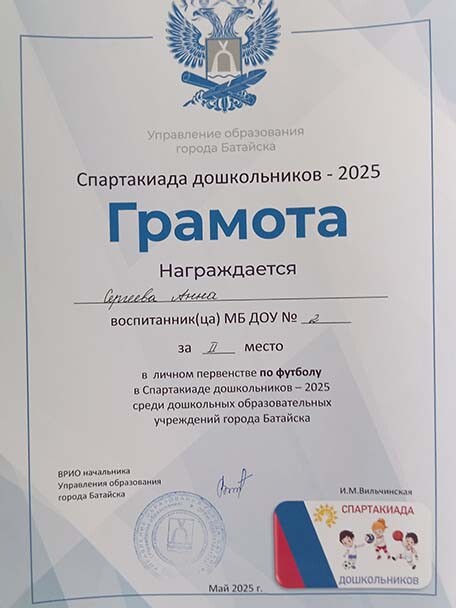 Управление образования
города Батайска
Спартакиада дошкольников - 2025
Грамота
Награждается
Сергеева Анна
воспитанник(ца) МБ ДОУ № 2
за II место
в личном первенстве по футболу
в Спартакиаде дошкольников – 2025
среди дошкольных образовательных
учреждений города Батайска
ВРИО начальника
Управления образования
города Батайска
И.М.Вильчинская
СПАРТАКИАДА
ДОШКОЛЬНИКОВ
Май 2025 г.